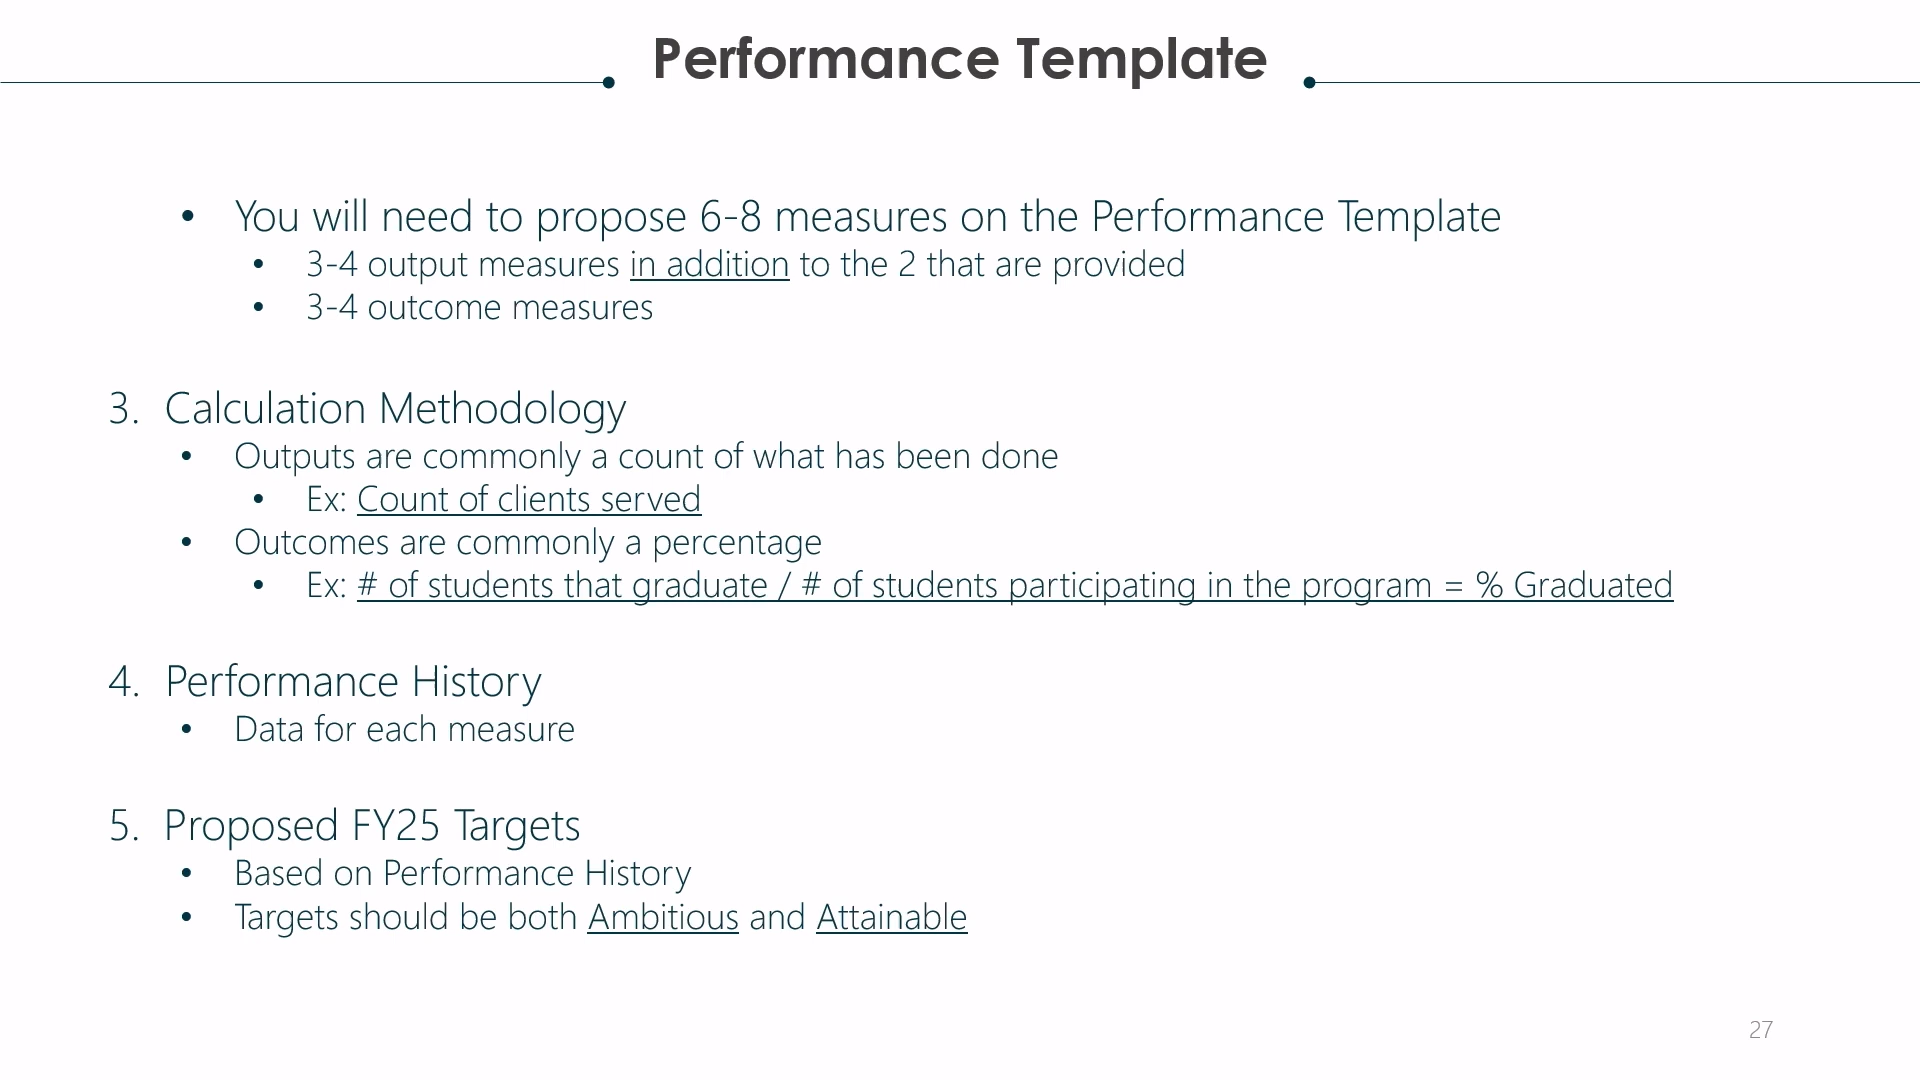 Performance Template
• You will need to propose 6-8 measures on the Performance Template
• 3-4 output measures in addition to the 2 that are provided
• 3-4 outcome measures
3. Calculation Methodology
• Outputs are commonly a count of what has been done
• Ex: Count of clients served
• Outcomes are commonly a percentage
• Ex: # of students that graduate / # of students participating in the program = % Graduated
4. Performance History
• Data for each measure
5. Proposed FY25 Targets
• Based on Performance History
• Targets should be both Ambitious and Attainable
27